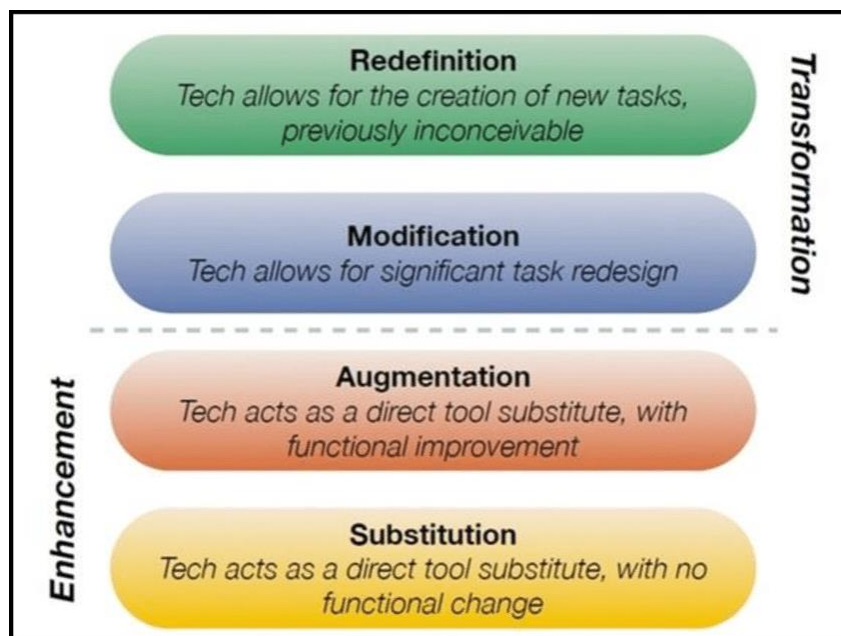 Redefinition
Tech allows for the creation of new tasks,
previously inconceivable
Modification
Tech allows for significant task redesign
Transformation
Augmentation
Tech acts as a direct tool substitute, with
functional improvement
Substitution
Tech acts as a direct tool substitute, with no
functional change
Enhancement